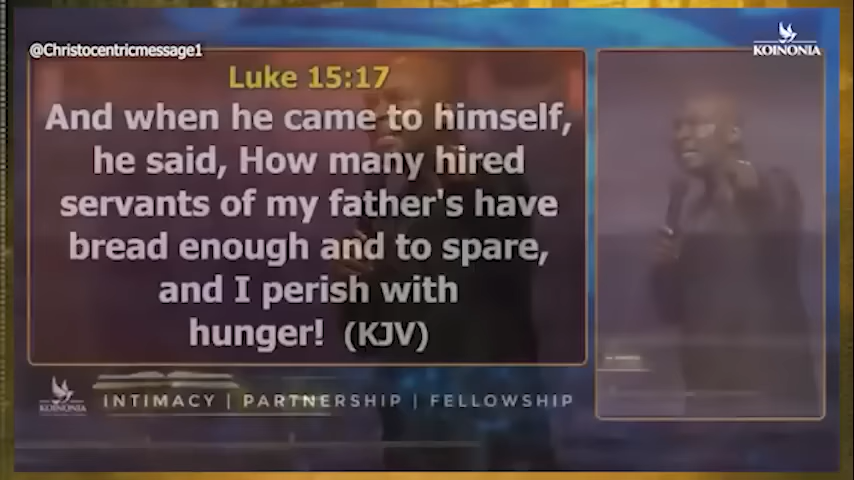 @Christocentricmessage1
KOINONIA
Luke 15:17
And when he came to himself,
he said, How many hired
servants of my father's have
bread enough and to spare,
and I perish with
hunger! (KJV)
KOINONIA
INTIMACY | PARTNERSHIP | FELLOWSHIP